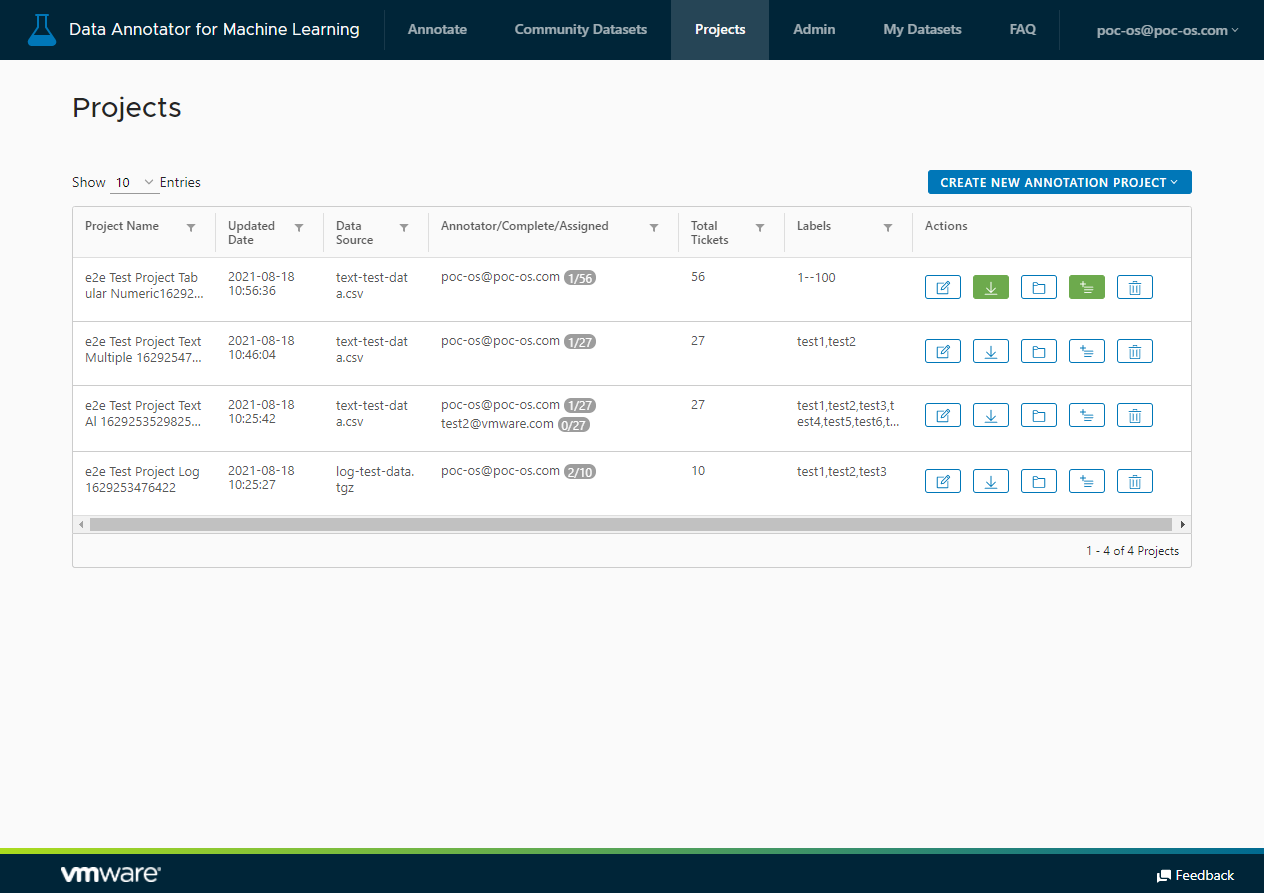 Data Annotator for Machine Learning
Annotate
Community Datasets
Projects
Admin
My Datasets
FAQ
poc-os@poc-os.com
Projects
Show 10 Entries
CREATE NEW ANNOTATION PROJECT
Project Name
Updated
Date
Data
Source
Annotator/Complete/Assigned
Total
Tickets
Labels
Actions
e2e Test Project Tab
ular Numeric16292...
2021-08-18
10:56:36
text-test-dat
a.csv
poc-os@poc-os.com 1/56
56
1--100
e2e Test Project Text
Multiple 16292547...
2021-08-18
10:46:04
text-test-dat
a.csv
poc-os@poc-os.com 1/27
27
test1,test2
e2e Test Project Text
Al 1629253529825...
2021-08-18
10:25:42
text-test-dat
a.csv
poc-os@poc-os.com 1/27
test2@vmware.com 0/27
27
test1,test2,test3,t
est4,test5,test6,t...
e2e Test Project Log
1629253476422
2021-08-18
10:25:27
log-test-data.
tgz
poc-os@poc-os.com 2/10
10
test1,test2,test3
1 - 4 of 4 Projects
vmware
Feedback